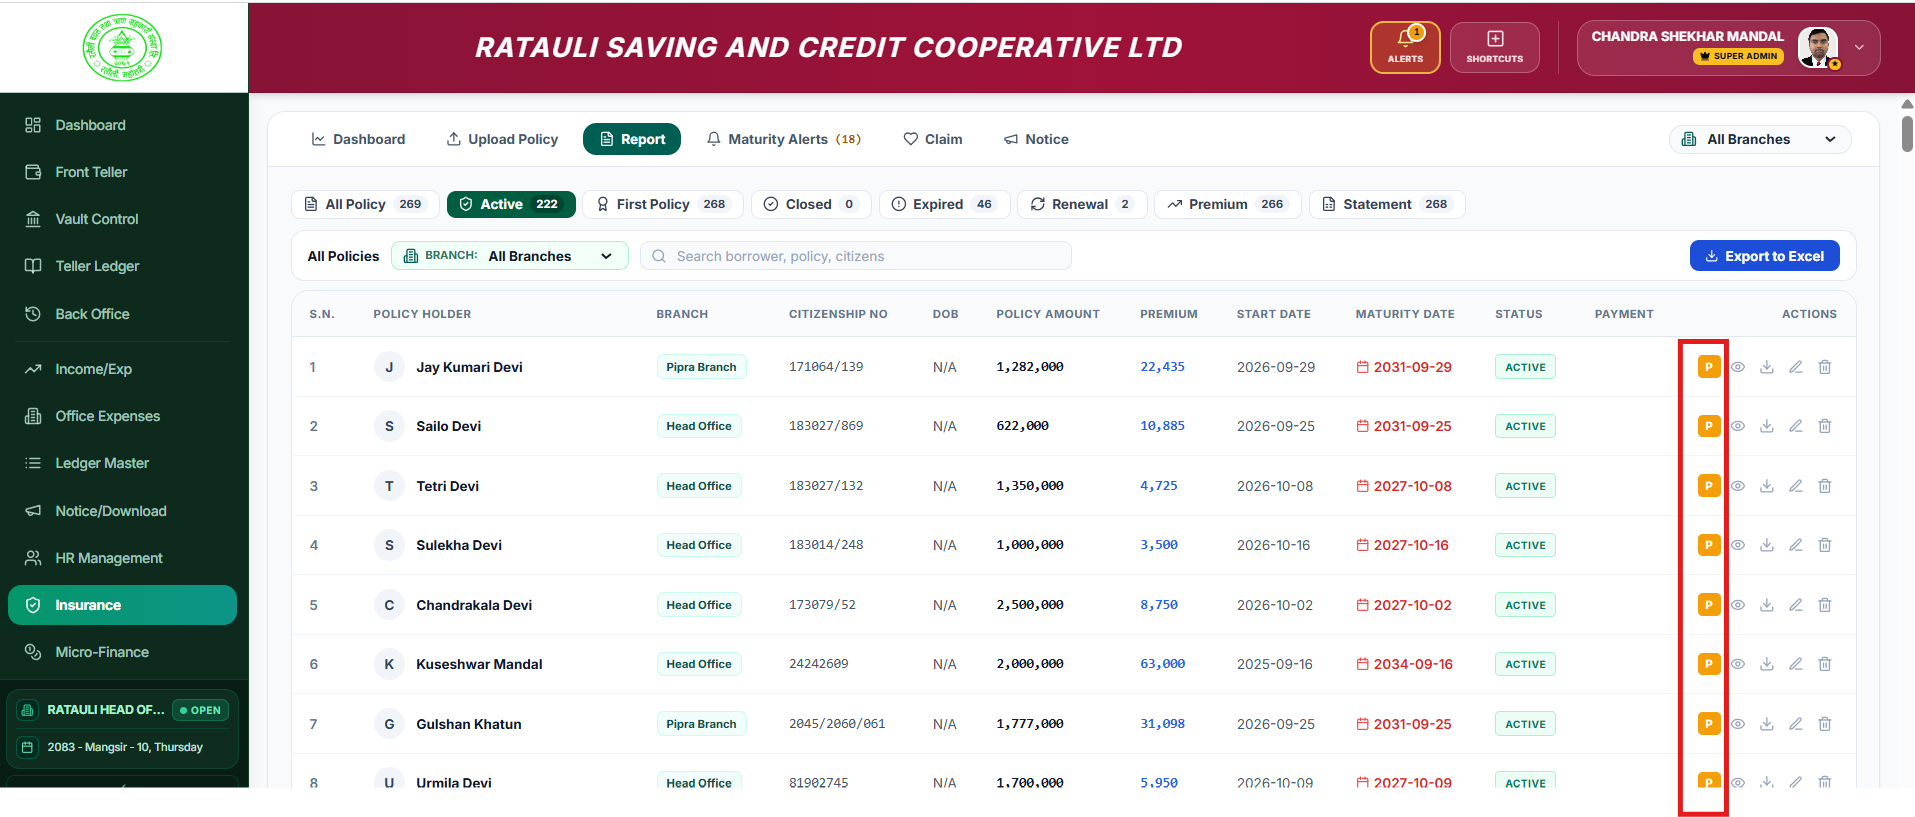 RATAULI SAVING AND CREDIT COOPERATIVE LTD
1
ALERTS
SHORTCUTS
CHANDRA SHEKHAR MANDAL
SUPER ADMIN
Dashboard
Front Teller
Vault Control
Teller Ledger
Back Office
Income/Exp
Office Expenses
Ledger Master
Notice/Download
HR Management
Insurance
Micro-Finance
RATAULI HEAD OF... OPEN
2083 - Mangsir - 10, Thursday
Dashboard Upload Policy Report Maturity Alerts (18) Claim Notice All Branches
All Policy 269 Active 222 First Policy 268 Closed 0 Expired 46 Renewal 2 Premium 266 Statement 268
All Policies BRANCH: All Branches Search borrower, policy, citizens Export to Excel
S.N. POLICY HOLDER BRANCH CITIZENSHIP NO DOB POLICY AMOUNT PREMIUM START DATE MATURITY DATE STATUS PAYMENT ACTIONS
1 J Jay Kumari Devi Pipra Branch 171064/139 N/A 1,282,000 22,435 2026-09-29 2031-09-29 ACTIVE P
2 S Sailo Devi Head Office 183027/869 N/A 622,000 10,885 2026-09-25 2031-09-25 ACTIVE P
3 T Tetri Devi Head Office 183027/132 N/A 1,350,000 4,725 2026-10-08 2027-10-08 ACTIVE P
4 S Sulekha Devi Head Office 183014/248 N/A 1,000,000 3,500 2026-10-16 2027-10-16 ACTIVE P
5 C Chandrakala Devi Head Office 173079/52 N/A 2,500,000 8,750 2026-10-02 2027-10-02 ACTIVE P
6 K Kuseshwar Mandal Head Office 24242609 N/A 2,000,000 63,000 2025-09-16 2034-09-16 ACTIVE P
7 G Gulshan Khatun Pipra Branch 2045/2060/061 N/A 1,777,000 31,098 2026-09-25 2031-09-25 ACTIVE P
8 U Urmila Devi Head Office 81902745 N/A 1,700,000 5,950 2026-10-09 2027-10-09 ACTIVE P